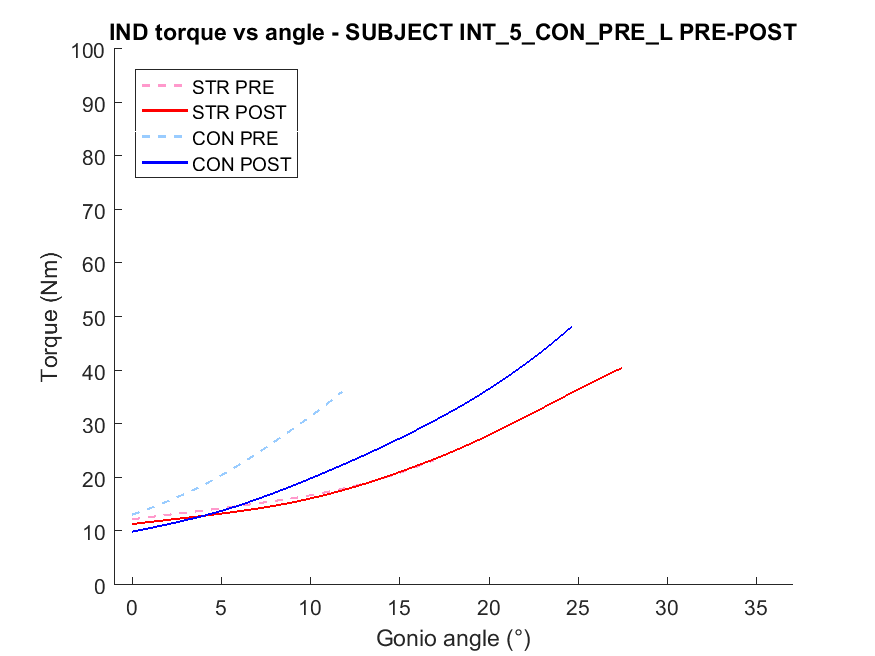 IND torque vs angle - SUBJECT INT_5_CON_PRE_L PRE-POST
100
90
80
70
60
50
40
30
20
10
0
Torque (Nm)
STR PRE
STR POST
CON PRE
CON POST
0 5 10 15 20 25 30 35
Gonio angle (°)